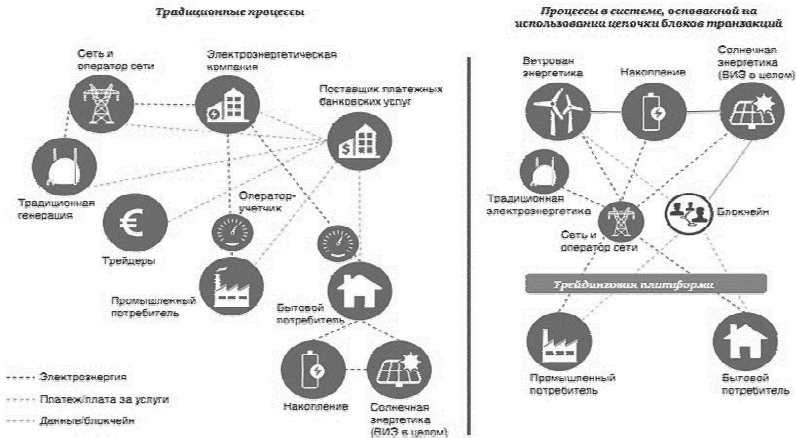 Традиционные процессы
Сеть и
оператор сети
Электроэнергетическая
компания
Поставщик платежных
банковских услуг
Традиционная
генерация
€
Трейдеры
$
Оператор-
учетчик
Промышленный
потребитель
Бытовой
потребитель
Накопление
Солнечная
энергетика
(ВИЭ в целом)
Электроэнергия
Платеж/плата за услуги
Данные/блокчейн
Процессы в системе, основанной на
использовании цепочки блоков транзакций
Ветровая
энергетика
Накопление
Солнечная
энергетика
(ВИЭ в целом)
Традиционная
электроэнергетика
Сеть и
оператор сети
Блокчейн
Трейдинговая платформа
Промышленный
потребитель
Бытовой
потребитель